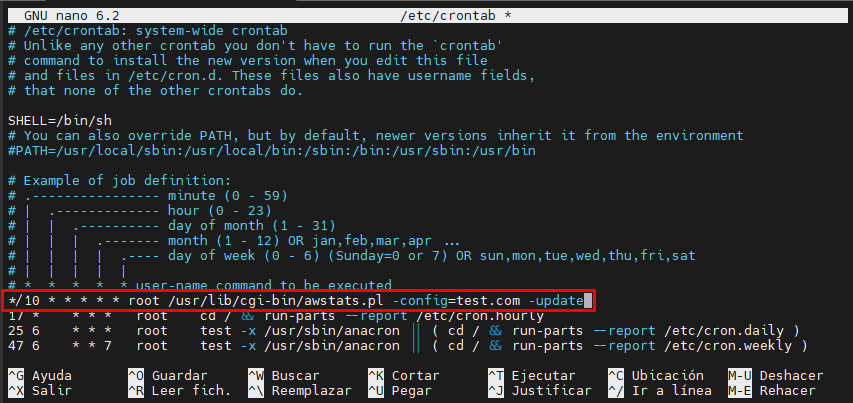 GNU nano 6.2 /etc/crontab *
# /etc/crontab: system-wide crontab
# Unlike any other crontab you don't have to run the `crontab'
# command to install the new version when you edit this file
# and files in /etc/cron.d. These files also have username fields,
# that none of the other crontabs do.
SHELL=/bin/sh
# You can also override PATH, but by default, newer versions inherit it from the environment
#PATH=/usr/local/sbin:/usr/local/bin:/sbin:/bin:/usr/sbin:/usr/bin
# Example of job definition:
# .---------------- minute (0 - 59)
# | .------------- hour (0 - 23)
# | | .---------- day of month (1 - 31)
# | | | .------- month (1 - 12) OR jan,feb,mar,apr ...
# | | | | .---- day of week (0 - 6) (Sunday=0 or 7) OR sun,mon,tue,wed,thu,fri,sat
# | | | | |
# * * * * * user-name command to be executed
*/10 * * * * * root /usr/lib/cgi-bin/awstats.pl -config=test.com -update
17 * * * * root cd / && run-parts --report /etc/cron.hourly
25 6 * * * root test -x /usr/sbin/anacron || ( cd / && run-parts --report /etc/cron.daily )
47 6 * * 7 root test -x /usr/sbin/anacron || ( cd / && run-parts --report /etc/cron.weekly )
^G Ayuda ^O Guardar ^W Buscar ^K Cortar ^T Ejecutar ^C Ubicación M-U Deshacer
^X Salir ^R Leer fich. ^\ Reemplazar ^U Pegar ^J Justificar ^/ Ir a línea M-E Rehacer